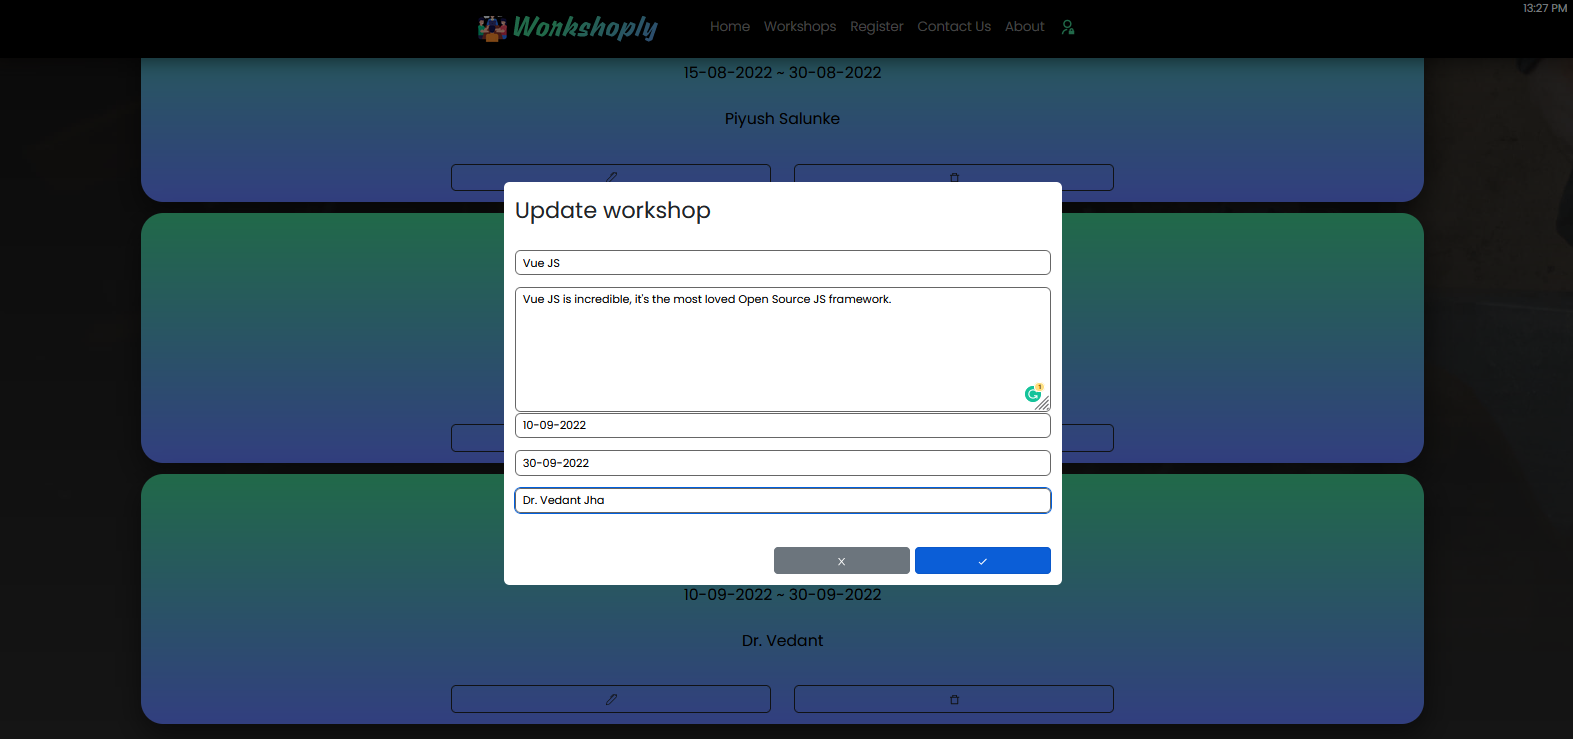 13:27 PM
Workshoply
Home Workshops Register Contact Us About
15-08-2022 ~ 30-08-2022
Piyush Salunke
Update workshop
Vue JS
Vue JS is incredible, it's the most loved Open Source JS framework.
1
10-09-2022
30-09-2022
Dr. Vedant Jha
10-09-2022 ~ 30-09-2022
Dr. Vedant